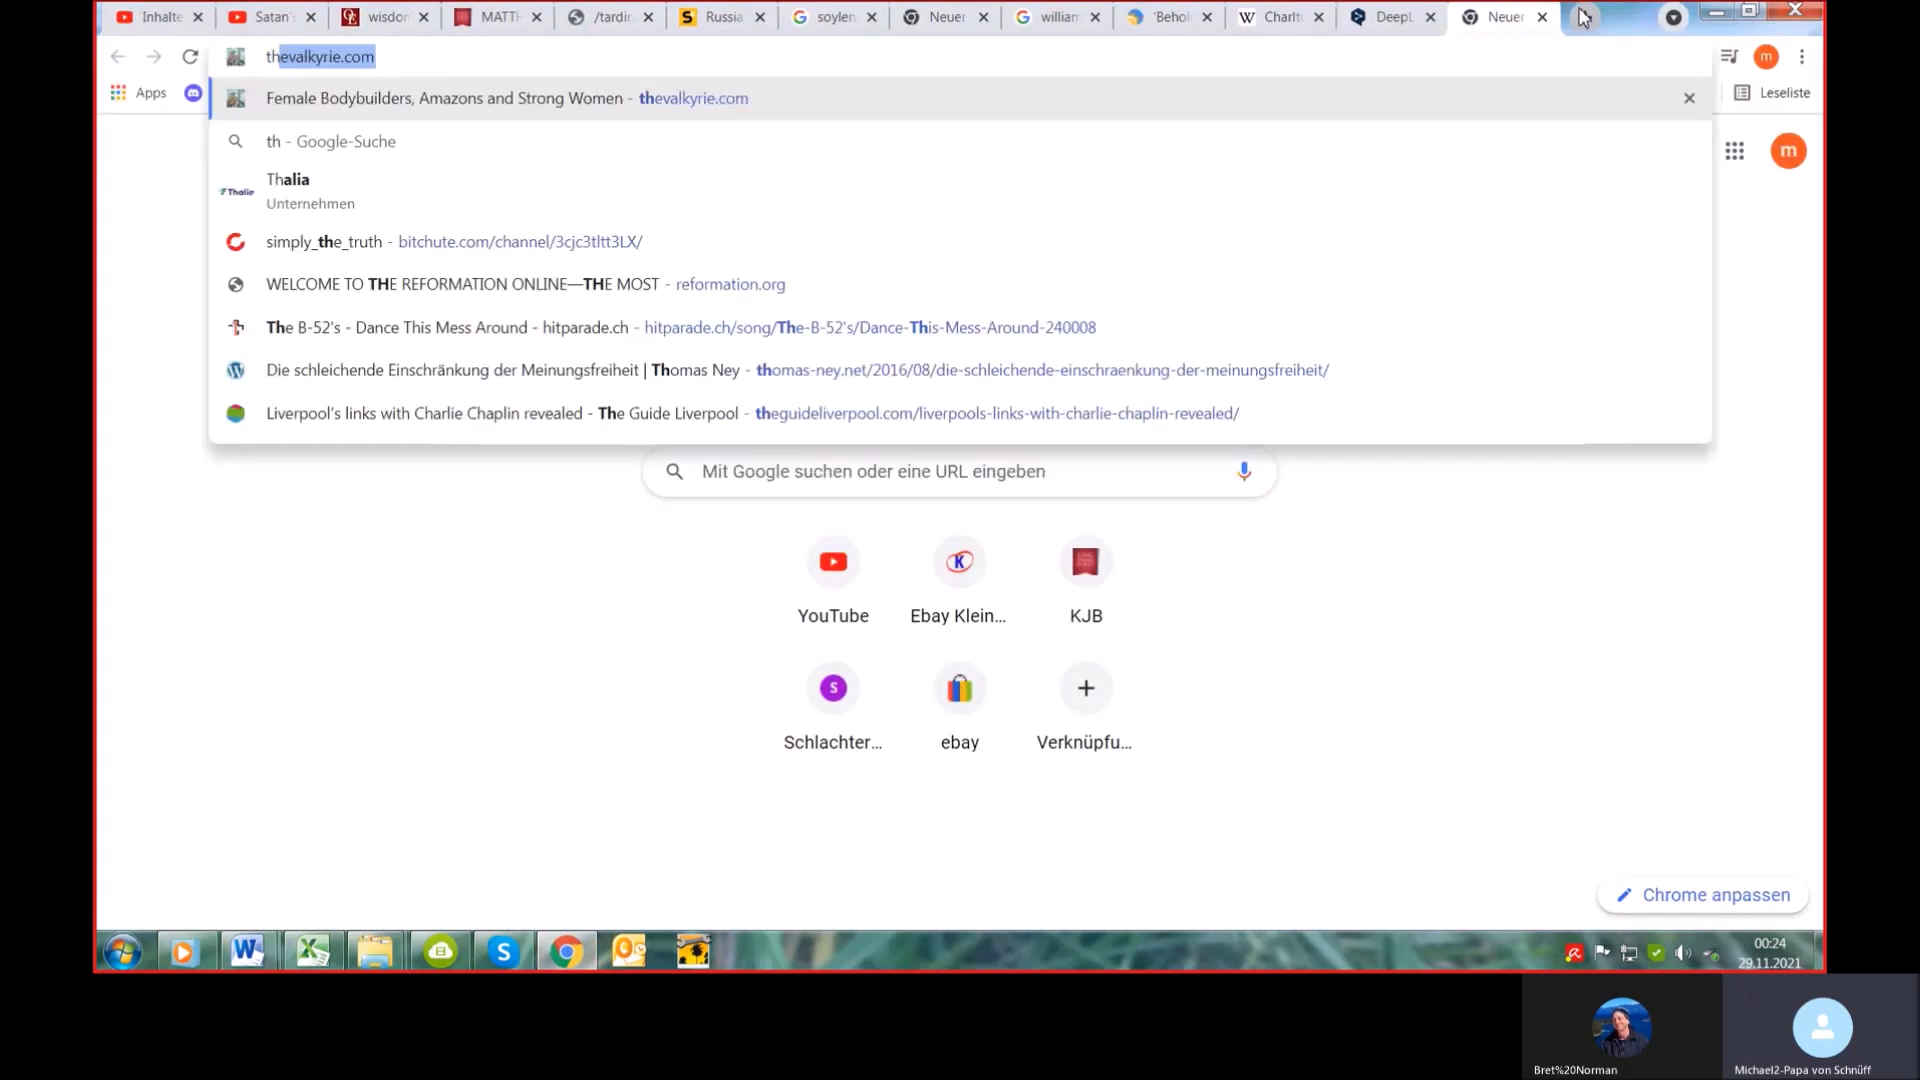 Inhalte
Satan'
wisdon
MATTH
/tardir
Russia
soylen
Neuer
william
'Behol
Charlt
DeepL
Neuer
thevalkyrie.com
Apps
Leseliste
Female Bodybuilders, Amazons and Strong Women - thevalkyrie.com
th - Google-Suche
Thalia
Thalia
Unternehmen
simply_the_truth - bitchute.com/channel/3cjc3tltt3LX/
WELCOME TO THE REFORMATION ONLINE—THE MOST - reformation.org
The B-52's - Dance This Mess Around - hitparade.ch - hitparade.ch/song/The-B-52's/Dance-This-Mess-Around-240008
Die schleichende Einschränkung der Meinungsfreiheit | Thomas Ney - thomas-ney.net/2016/08/die-schleichende-einschraenkung-der-meinungsfreiheit/
Liverpool's links with Charlie Chaplin revealed - The Guide Liverpool - theguideliverpool.com/liverpools-links-with-charlie-chaplin-revealed/
m
m
Mit Google suchen oder eine URL eingeben
YouTube
Ebay Klein...
KJB
S
Schlachter...
ebay
Verknüpfu...
Chrome anpassen
00:24
29.11.2021
Bret%20Norman
Michael2-Papa von Schnüff